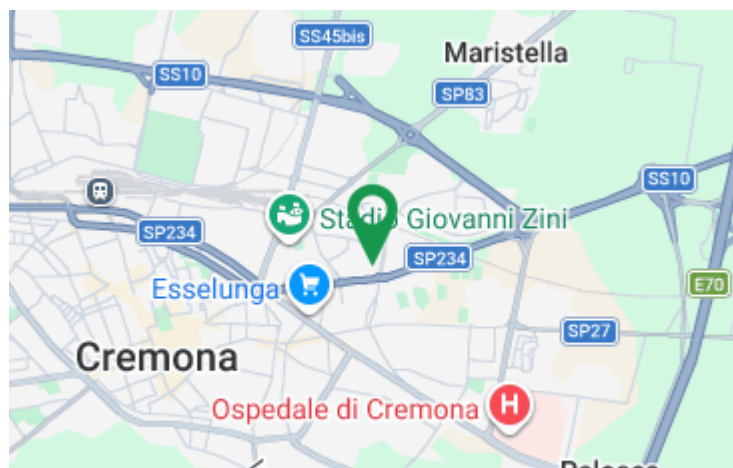 SS45bis
Maristella
SS10
SP83
SS10
Stadio Giovanni Zini
SP234
SP234
E70
Esselunga
SP27
Cremona
Ospedale di Cremona
H